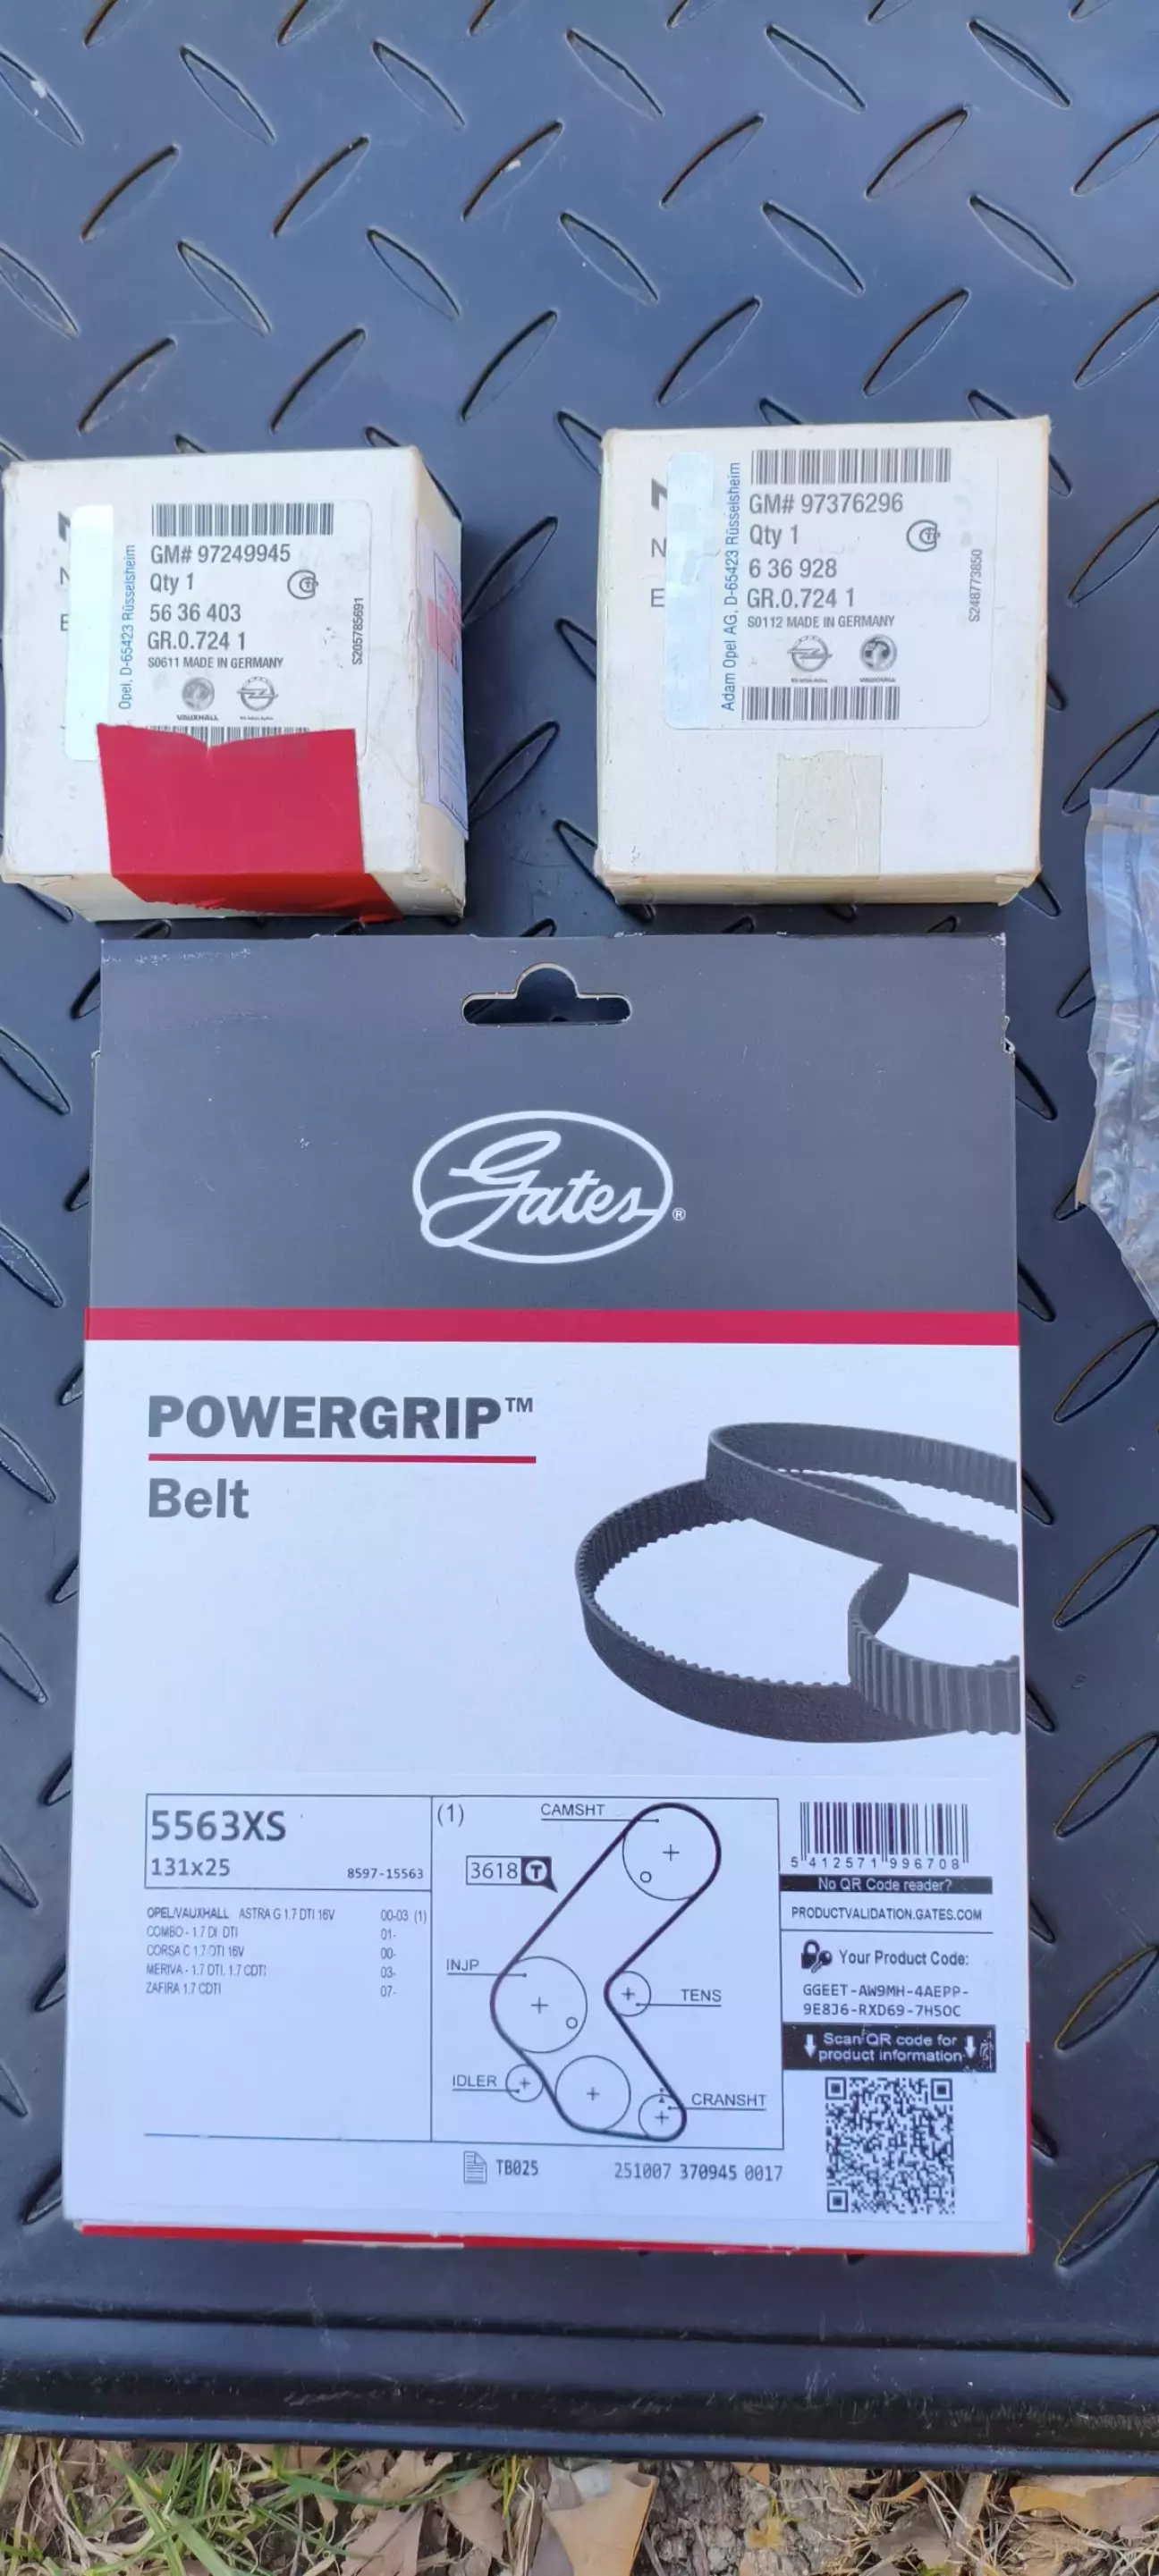 GM# 97249945
Qty 1
56 36 403
GR.0.724 1
S0611 MADE IN GERMANY
VAUXHALL
Opel, D-65423 Rüsselsheim
S205785691
GM# 97376296
Qty 1
6 36 928
GR.0.724 1
S0112 MADE IN GERMANY
VAUXHALL
Adam Opel AG, D-65423 Rüsselsheim
S248773850
Gates®
POWERGRIP™
Belt
5563XS
131x25 8597-15563
OPEL/VAUXHALL ASTRA G 1.7 DTI 16V 00-03 (1)
COMBO - 1.7 DI. DTI 01-
CORSA C 1.7 DTI 16V 00-
MERIVA - 1.7 DTI. 1.7 CDTI 03-
ZAFIRA 1.7 CDTI 07-
(1)
CAMSHT
3618 T
INJP
TENS
IDLER
CRANSHT
TB025 251007 370945 0017
5 412571 996708
No QR Code reader?
PRODUCTVALIDATION.GATES.COM
Your Product Code:
GGEET-AW9MH-4AEPP-
9E8J6-RXD69-7H5OC
Scan QR code for
product information